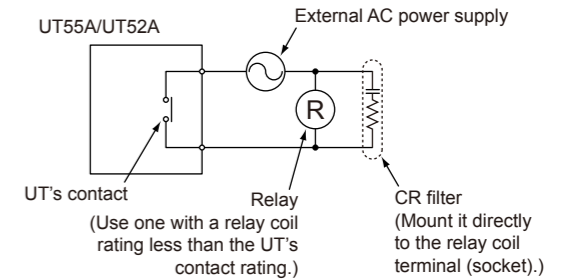 External AC power supply
UT55A/UT52A
R
UT's contact
Relay
(Use one with a relay coil
rating less than the UT's
contact rating.)
CR filter
(Mount it directly
to the relay coil
terminal (socket).)